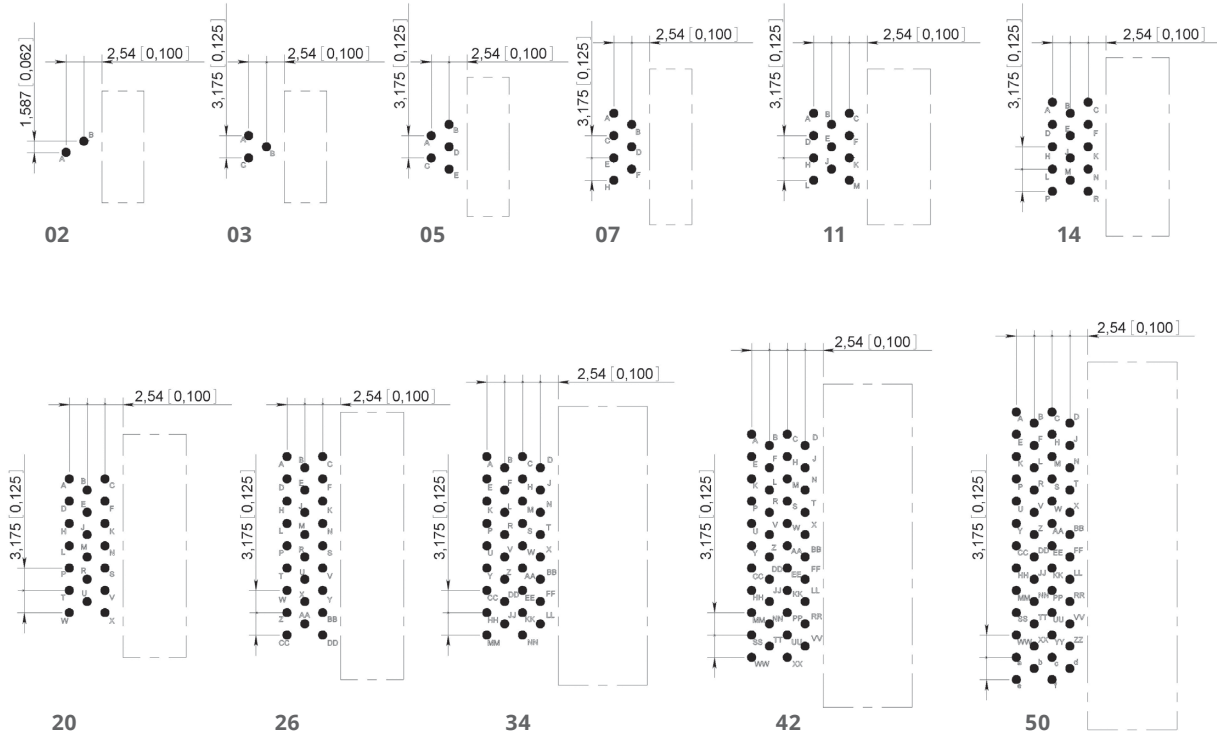 1,587 [0,062]
2,54 [0,100]
B
A
02
3,175 [0,125]
2,54 [0,100]
A
B
C
03
3,175 [0,125]
2,54 [0,100]
B
A
D
C
E
05
3,175 [0,125]
2,54 [0,100]
A
B
C
D
E
F
H
07
3,175 [0,125]
2,54 [0,100]
A B C
D E F
H J K
L M
11
3,175 [0,125]
2,54 [0,100]
A B C
D E F
H J K
L M N
P R
14
3,175 [0,125]
2,54 [0,100]
A B C
D E F
H J K
L M N
P R S
T U V
W X
20
3,175 [0,125]
2,54 [0,100]
A B C
D E F
H J K
L M N
P R S
T U V
W X Y
Z AA BB
CC DD
26
3,175 [0,125]
2,54 [0,100]
A B C D
E F H J
K L M N
P R S T
U V W X
Y Z AA BB
CC DD EE FF
HH JJ KK LL
MM NN
34
3,175 [0,125]
2,54 [0,100]
A B C D
E F H J
K L M N
P R S T
U V W X
Y Z AA BB
CC DD EE FF
HH JJ KK LL
MM NN PP RR
SS TT UU VV
WW XX
42
3,175 [0,125]
2,54 [0,100]
A B C D
E F H J
K L M N
P R S T
U V W X
Y Z AA BB
CC DD EE FF
HH JJ KK LL
MM NN PP RR
SS TT UU VV
WW XX YY ZZ
a b c d
e f
50